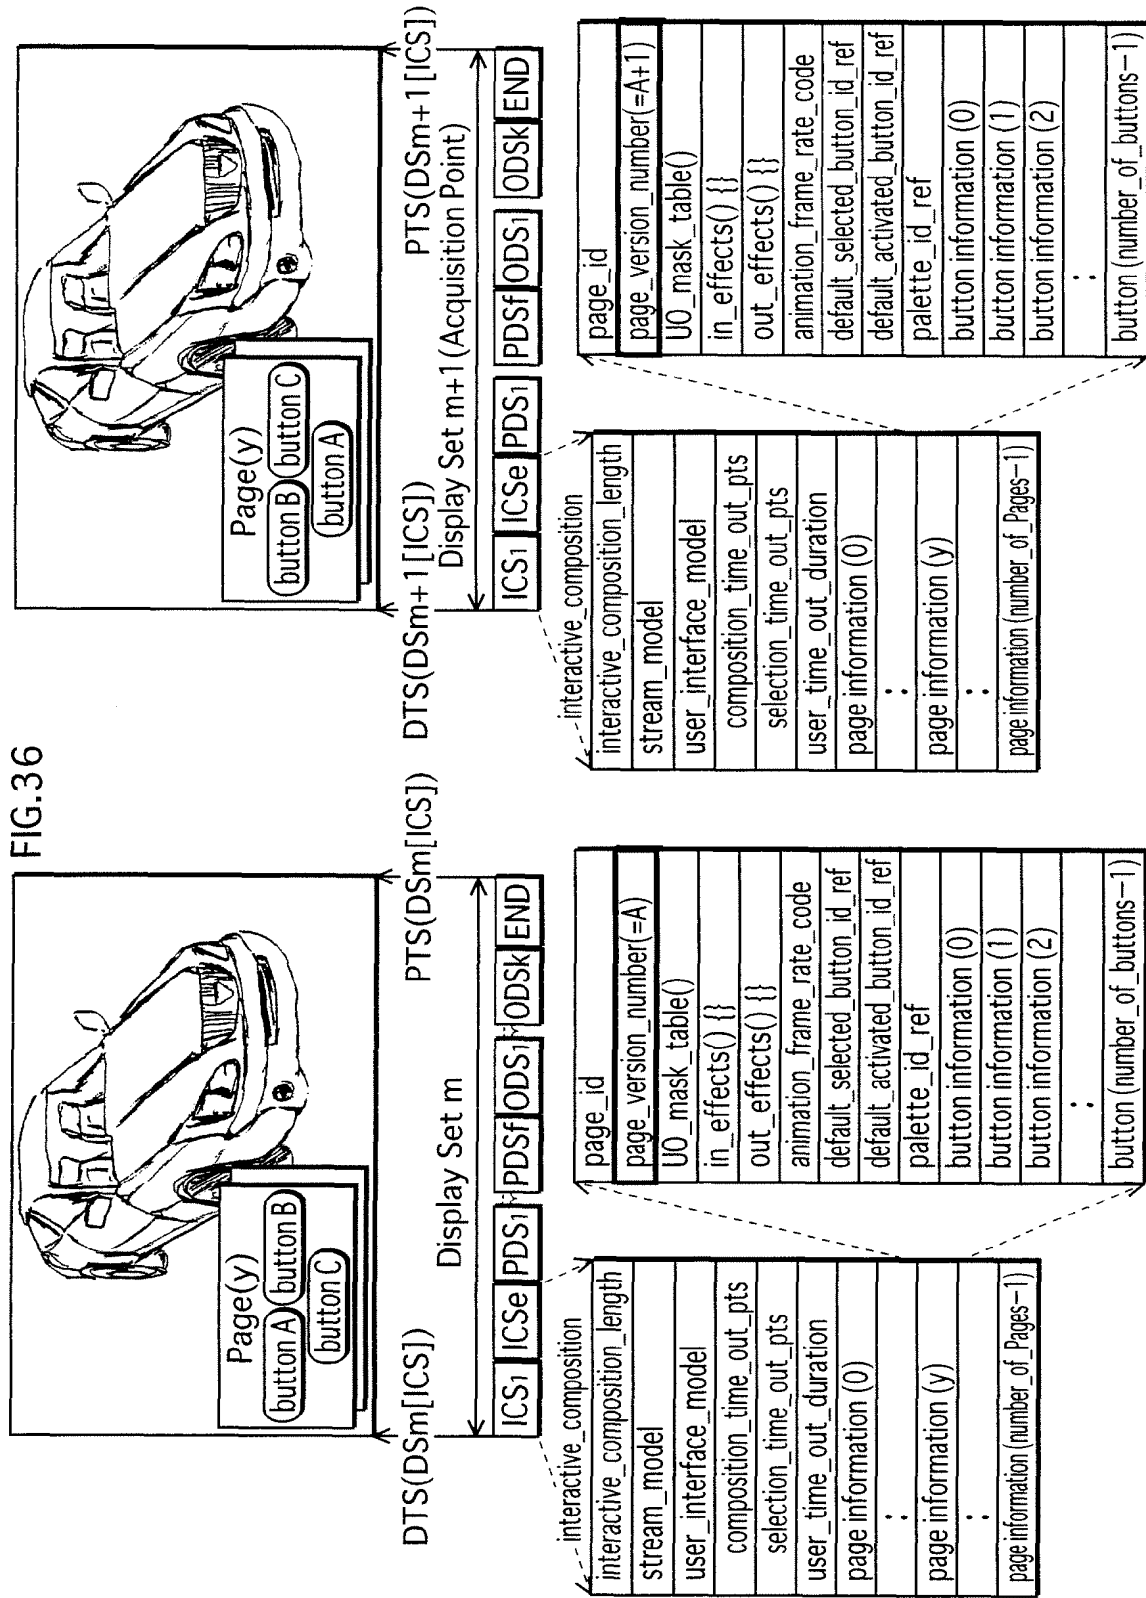 FIG.36
Page(y)
button A
button B
button C
DTS(DSm[ICS])
PTS(DSm[ICS])
Display Set m
ICS1 ICSe PDS1 PDSf ODS1 ODSk END
interactive_composition
interactive_composition_length
stream_model
user_interface_model
composition_time_out_pts
selection_time_out_pts
user_time_out_duration
page information (0)
:
page information (y)
:
page information (number_of_Pages-1)
page_id
page_version_number(=A)
UO_mask_table()
in_effects() {}
out_effects() {}
animation_frame_rate_code
default_selected_button_id_ref
default_activated_button_id_ref
palette_id_ref
button information (0)
button information (1)
button information (2)
:
button (number_of_buttons-1)
Page(y)
button B
button C
button A
DTS(DSm+1[ICS])
PTS(DSm+1[ICS])
Display Set m+1(Acquisition Point)
ICS1 ICSe PDS1 PDSf ODS1 ODSk END
interactive_composition
interactive_composition_length
stream_model
user_interface_model
composition_time_out_pts
selection_time_out_pts
user_time_out_duration
page information (0)
:
page information (y)
:
page information (number_of_Pages-1)
page_id
page_version_number(=A+1)
UO_mask_table()
in_effects() {}
out_effects() {}
animation_frame_rate_code
default_selected_button_id_ref
default_activated_button_id_ref
palette_id_ref
button information (0)
button information (1)
button information (2)
:
button (number_of_buttons-1)